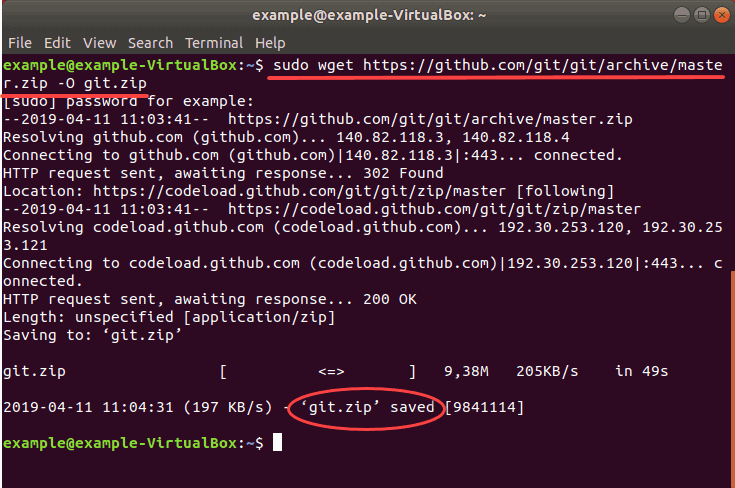 example@example-VirtualBox: ~
File Edit View Search Terminal Help
example@example-VirtualBox:~$ sudo wget https://github.com/git/git/archive/maste
r.zip -O git.zip
[sudo] password for example:
--2019-04-11 11:03:41--  https://github.com/git/git/archive/master.zip
Resolving github.com (github.com)... 140.82.118.3, 140.82.118.4
Connecting to github.com (github.com)|140.82.118.3|:443... connected.
HTTP request sent, awaiting response... 302 Found
Location: https://codeload.github.com/git/git/zip/master [following]
--2019-04-11 11:03:41--  https://codeload.github.com/git/git/zip/master
Resolving codeload.github.com (codeload.github.com)... 192.30.253.120, 192.30.25
3.121
Connecting to codeload.github.com (codeload.github.com)|192.30.253.120|:443... c
onnected.
HTTP request sent, awaiting response... 200 OK
Length: unspecified [application/zip]
Saving to: ‘git.zip’
git.zip                 [          <=>       ]   9,38M   205KB/s    in 49s
2019-04-11 11:04:31 (197 KB/s) - ‘git.zip’ saved [9841114]
example@example-VirtualBox:~$